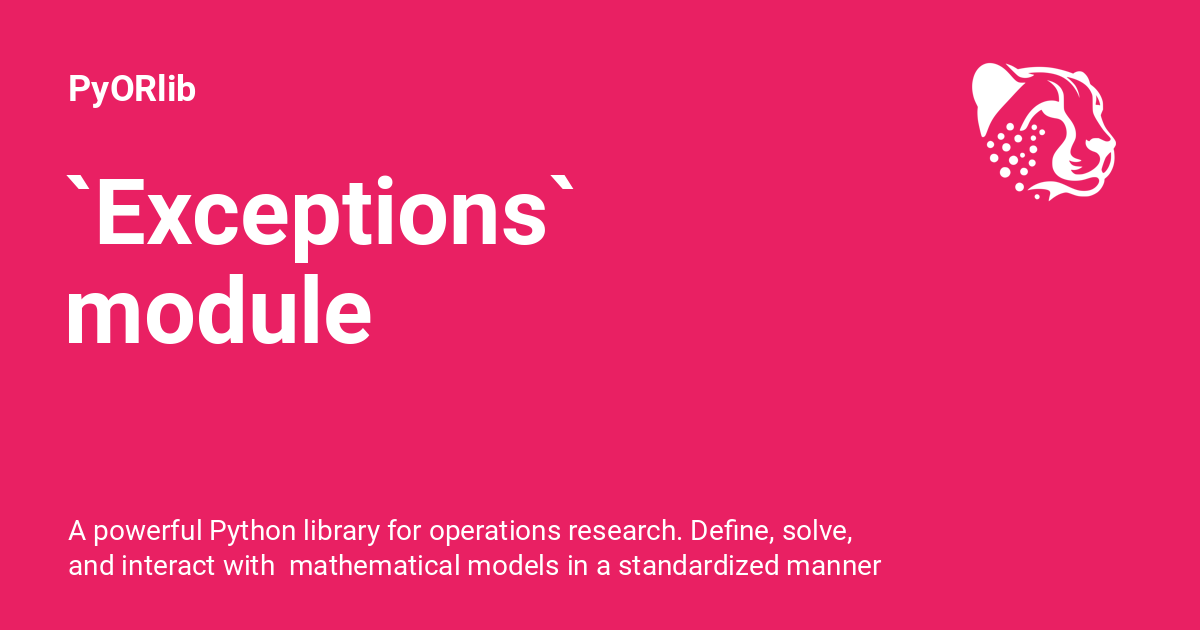 PyORlib
`Exceptions`
module
A powerful Python library for operations research. Define, solve,
and interact with  mathematical models in a standardized manner